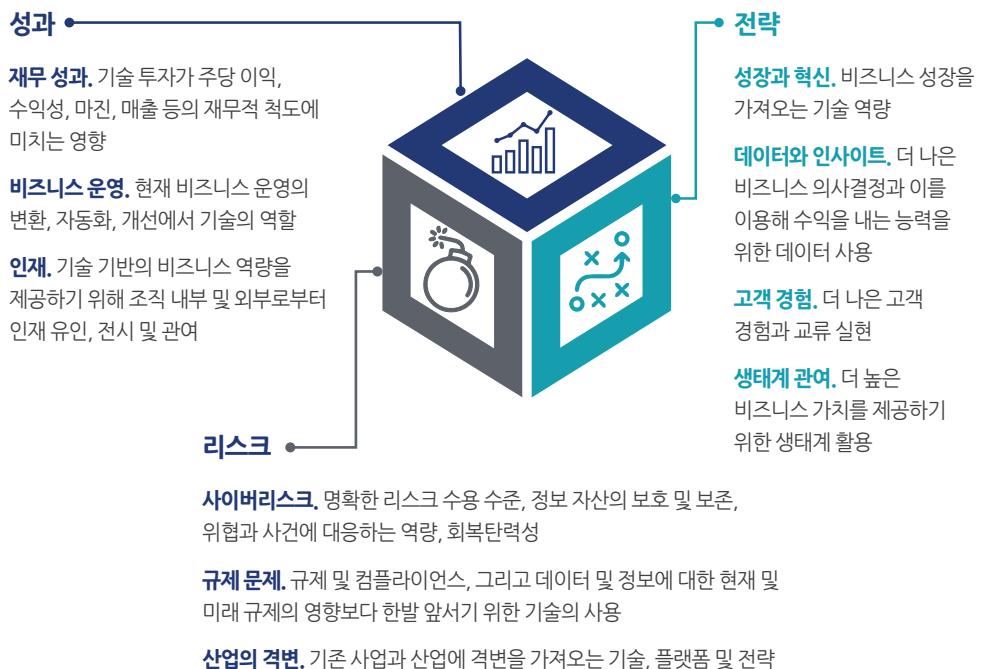 성과
재무 성과. 기술 투자가 주당 이익,
수익성, 마진, 매출 등의 재무적 척도에
미치는 영향
비즈니스 운영. 현재 비즈니스 운영의
변환, 자동화, 개선에서 기술의 역할
인재. 기술 기반의 비즈니스 역량을
제공하기 위해 조직 내부 및 외부로부터
인재 유인, 전시 및 관여
전략
성장과 혁신. 비즈니스 성장을
가져오는 기술 역량
데이터와 인사이트. 더 나은
비즈니스 의사결정과 이를
이용해 수익을 내는 능력을
위한 데이터 사용
고객 경험. 더 나은 고객
경험과 교류 실현
생태계 관여. 더 높은
비즈니스 가치를 제공하기
위한 생태계 활용
리스크
사이버리스크. 명확한 리스크 수용 수준, 정보 자산의 보호 및 보존,
위협과 사건에 대응하는 역량, 회복탄력성
규제 문제. 규제 및 컴플라이언스, 그리고 데이터 및 정보에 대한 현재 및
미래 규제의 영향보다 한발 앞서기 위한 기술의 사용
산업의 격변. 기존 사업과 산업에 격변을 가져오는 기술, 플랫폼 및 전략